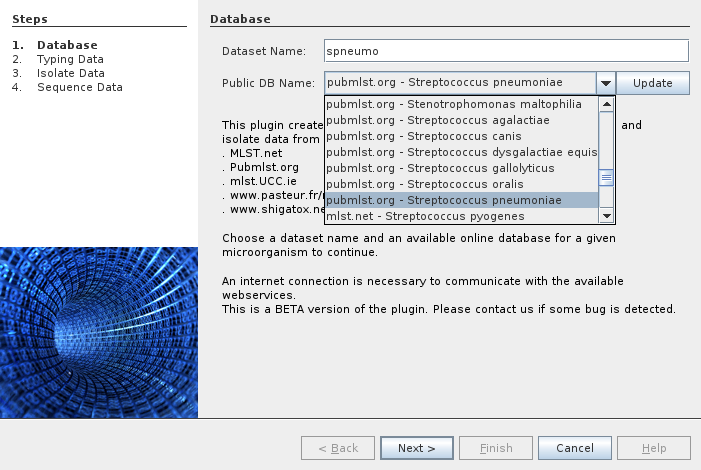 Steps
1. Database
2. Typing Data
3. Isolate Data
4. Sequence Data
Database
Dataset Name: spneumo
Public DB Name: pubmlst.org - Streptococcus pneumoniae Update
pubmlst.org - Stenotrophomonas maltophilia
pubmlst.org - Streptococcus agalactiae
pubmlst.org - Streptococcus canis
pubmlst.org - Streptococcus dysgalactiae equis
pubmlst.org - Streptococcus gallolyticus
pubmlst.org - Streptococcus oralis
pubmlst.org - Streptococcus pneumoniae
mlst.net - Streptococcus pyogenes
This plugin create and
isolate data from
. MLST.net
. Pubmlst.org
. mlst.UCC.ie
. www.pasteur.fr/
. www.shigatox.ne
Choose a dataset name and an available online database for a given
microorganism to continue.
An internet connection is necessary to communicate with the available
webservices.
This is a BETA version of the plugin. Please contact us if some bug is detected.
< Back Next > Finish Cancel Help